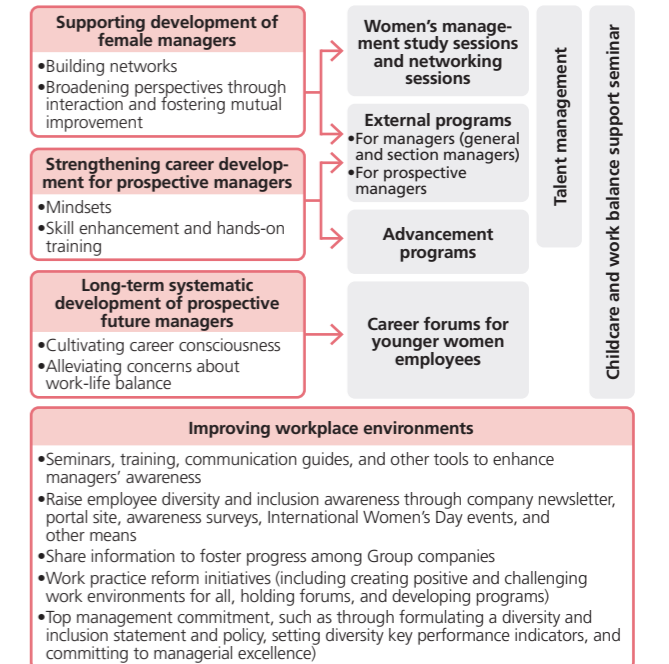 Supporting development of
female managers
•Building networks
•Broadening perspectives through
interaction and fostering mutual
improvement
Strengthening career develop-
ment for prospective managers
•Mindsets
•Skill enhancement and hands-on
training
Long-term systematic
development of prospective
future managers
•Cultivating career consciousness
•Alleviating concerns about
work-life balance
Women’s manage-
ment study sessions
and networking
sessions
External programs
•For managers (general
and section managers)
•For prospective
managers
Advancement
programs
Career forums for
younger women
employees
Talent management
Childcare and work balance support seminar
Improving workplace environments
•Seminars, training, communication guides, and other tools to enhance
managers’ awareness
•Raise employee diversity and inclusion awareness through company newsletter,
portal site, awareness surveys, International Women’s Day events, and
other means
•Share information to foster progress among Group companies
•Work practice reform initiatives (including creating positive and challenging
work environments for all, holding forums, and developing programs)
•Top management commitment, such as through formulating a diversity and
inclusion statement and policy, setting diversity key performance indicators, and
committing to managerial excellence)